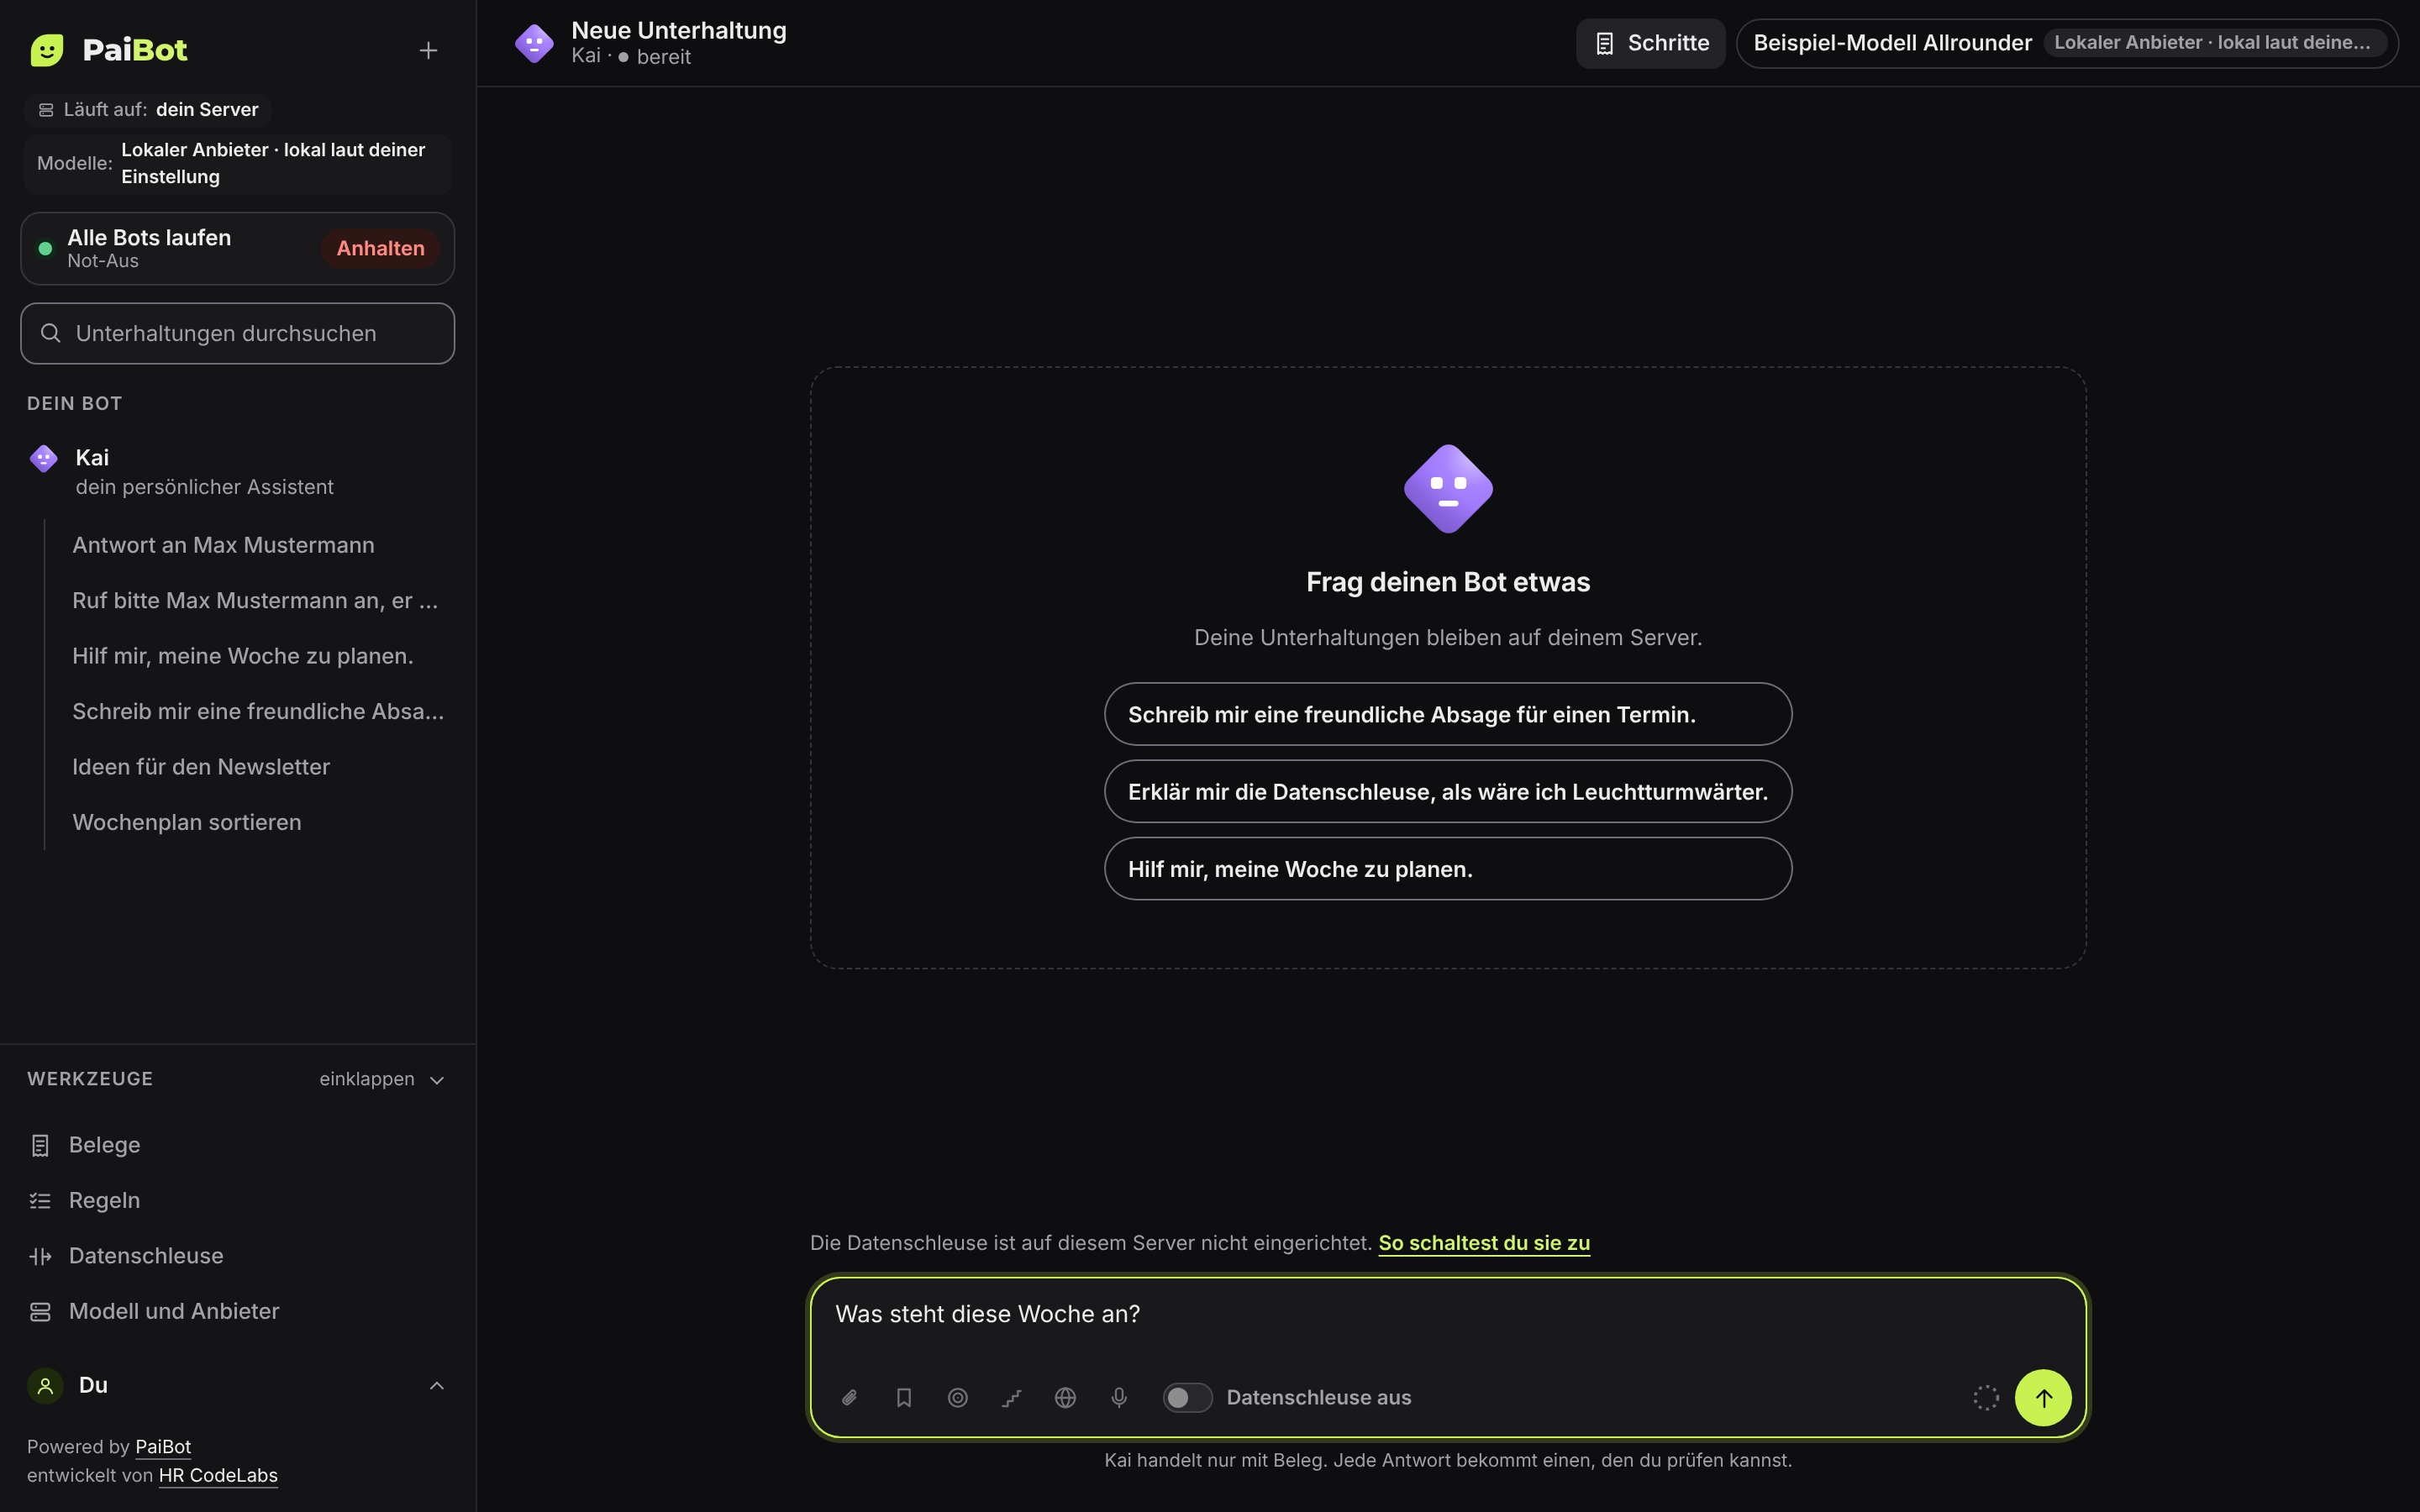 PaiBot
Läuft auf: dein Server
Modelle: Lokaler Anbieter · lokal laut deiner
Einstellung
Alle Bots laufen
Not-Aus
Anhalten
Unterhaltungen durchsuchen
DEIN BOT
Kai
dein persönlicher Assistent
Antwort an Max Mustermann
Ruf bitte Max Mustermann an, er ...
Hilf mir, meine Woche zu planen.
Schreib mir eine freundliche Absa...
Ideen für den Newsletter
Wochenplan sortieren
WERKZEUGE einklappen
Belege
Regeln
Datenschleuse
Modell und Anbieter
Du
Powered by PaiBot
entwickelt von HR CodeLabs
Neue Unterhaltung
Kai · bereit
Schritte
Beispiel-Modell Allrounder Lokaler Anbieter · lokal laut deine...
Frag deinen Bot etwas
Deine Unterhaltungen bleiben auf deinem Server.
Schreib mir eine freundliche Absage für einen Termin.
Erklär mir die Datenschleuse, als wäre ich Leuchtturmwärter.
Hilf mir, meine Woche zu planen.
Die Datenschleuse ist auf diesem Server nicht eingerichtet. So schaltest du sie zu
Was steht diese Woche an?
Datenschleuse aus
Kai handelt nur mit Beleg. Jede Antwort bekommt einen, den du prüfen kannst.